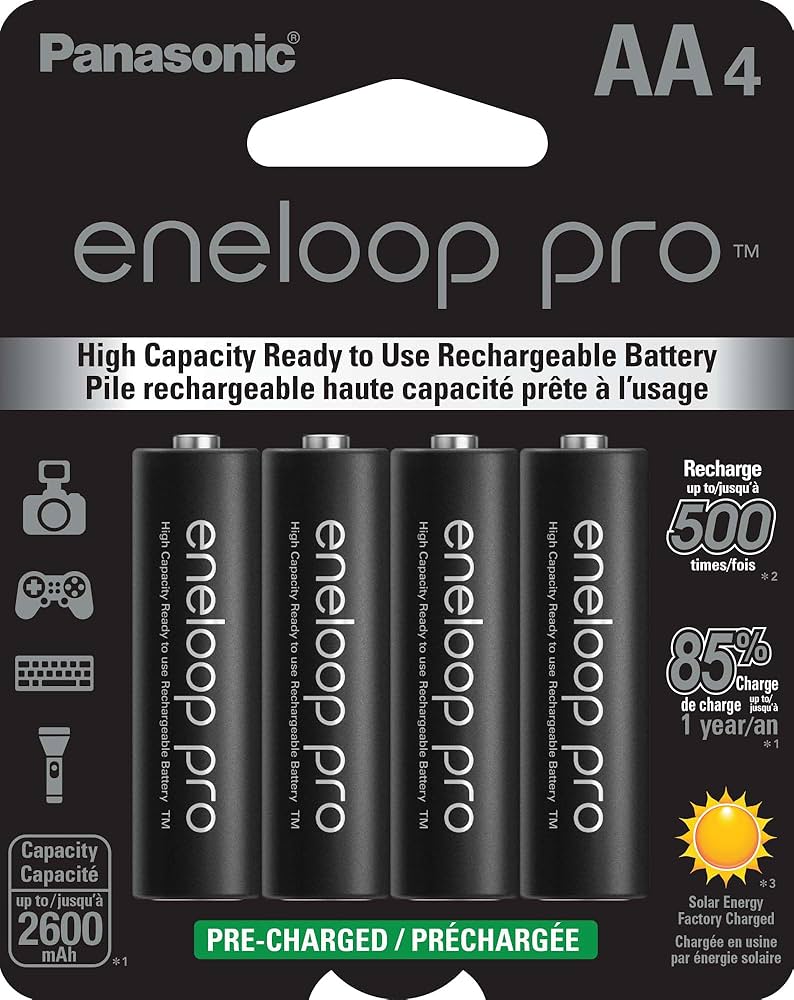 Panasonic®
AA4
eneloop pro™
High Capacity Ready to Use Rechargeable Battery
Pile rechargeable haute capacité prête à l'usage
eneloop pro
High Capacity Ready to use Rechargeable Battery TM
eneloop pro
High Capacity Ready to use Rechargeable Battery TM
eneloop pro
High Capacity Ready to use Rechargeable Battery TM
eneloop pro
High Capacity Ready to use Rechargeable Battery TM
Recharge
up to/jusqu'à
500
times/fois *2
85% Charge
de charge up to/
jusqu'à
1 year/an
*1
*3
Solar Energy
Factory Charged
Chargée en usine
par énergie solaire
Capacity
Capacité
up to/jusqu'à
2600
mAh *1
PRE-CHARGED / PRÉCHARGÉE